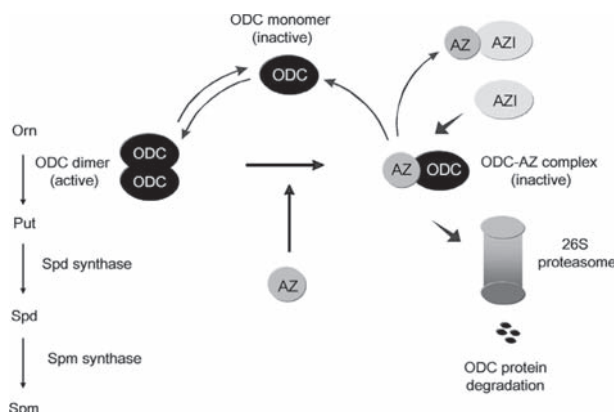 ODC monomer
(inactive)
ODC
AZ
AZI
AZI
Orn
ODC dimer
(active)
ODC
ODC
AZ
ODC
ODC-AZ complex
(inactive)
Put
Spd synthase
26S
proteasome
AZ
Spd
Spm synthase
ODC protein
degradation
Spm